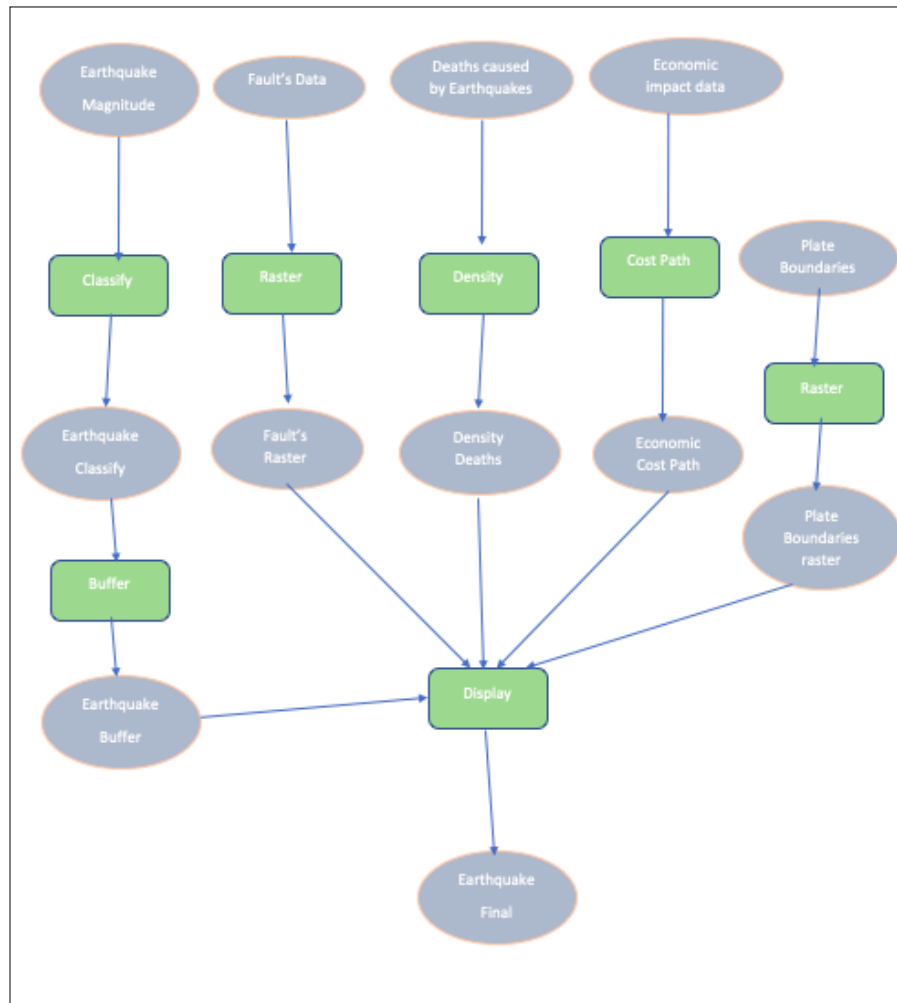 Earthquake
Magnitude
Fault's Data
Deaths caused
by Earthquakes
Economic
impact data
Classify
Raster
Density
Cost Path
Plate
Boundaries
Raster
Earthquake
Classify
Fault's
Raster
Density
Deaths
Economic
Cost Path
Plate
Boundaries
raster
Buffer
Earthquake
Buffer
Display
Earthquake
Final